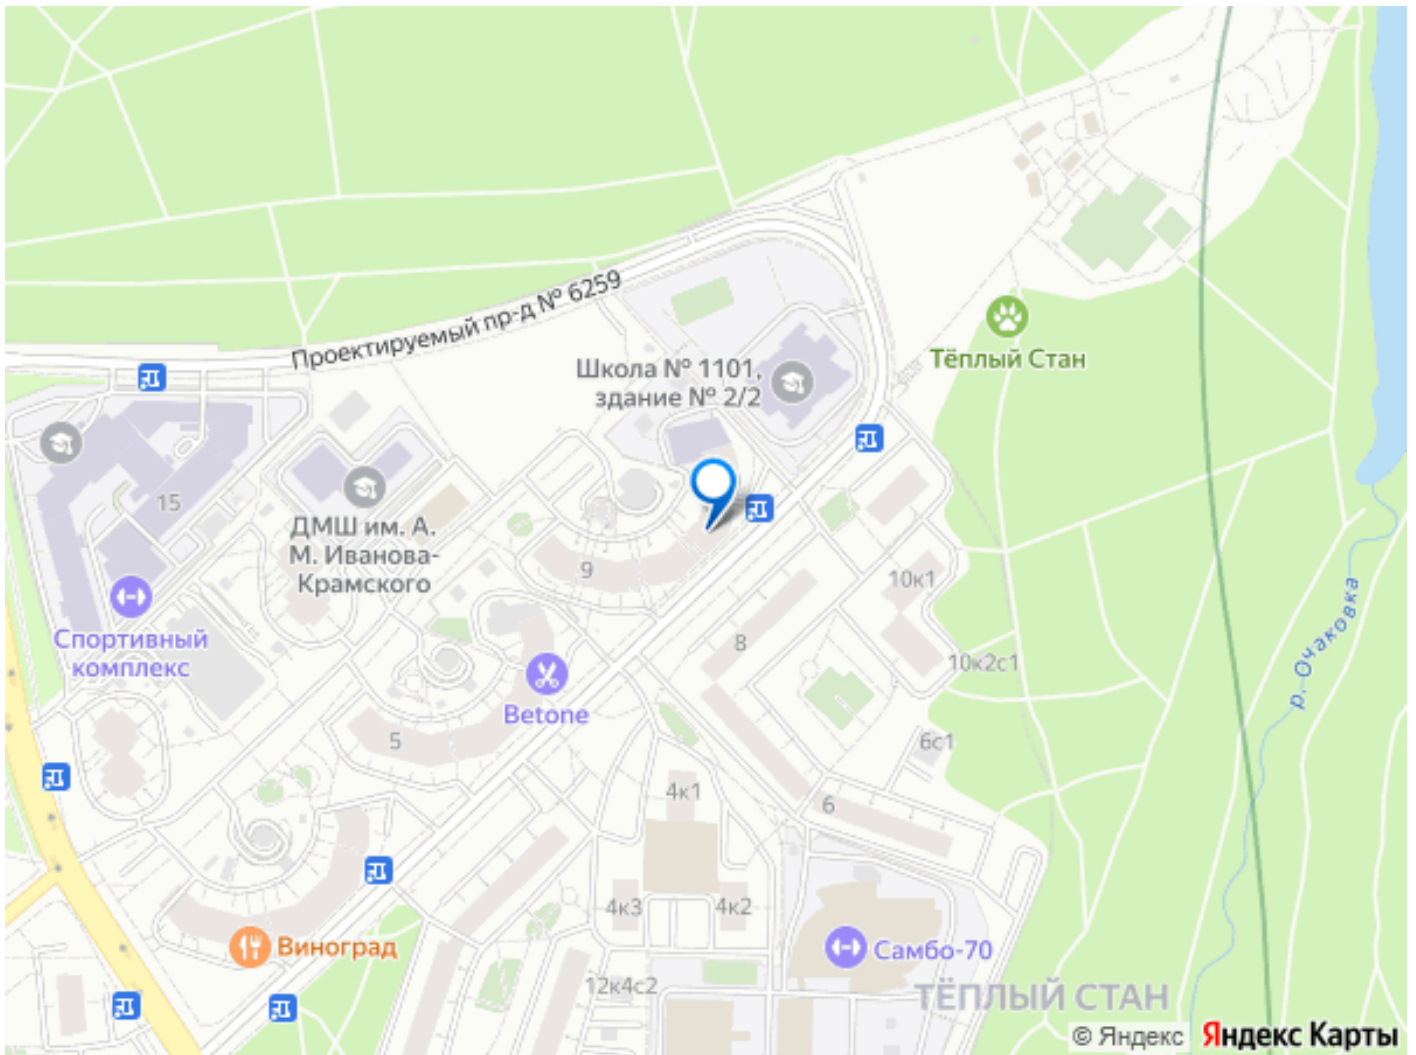 Проектируемый пр-д № 6259
Тёплый Стан
Школа № 1101,
здание № 2/2
15
ДМШ им. А.
М. Иванова-
Крамского
9
10к1
Спортивный
комплекс
8
10к2с1
р. Очаковка
Betone
5
6с1
4к1
6
4к3
4к2
Виноград
Самбо-70
12к4с2
ТЁПЛЫЙ СТАН
© Яндекс Яндекс Карты